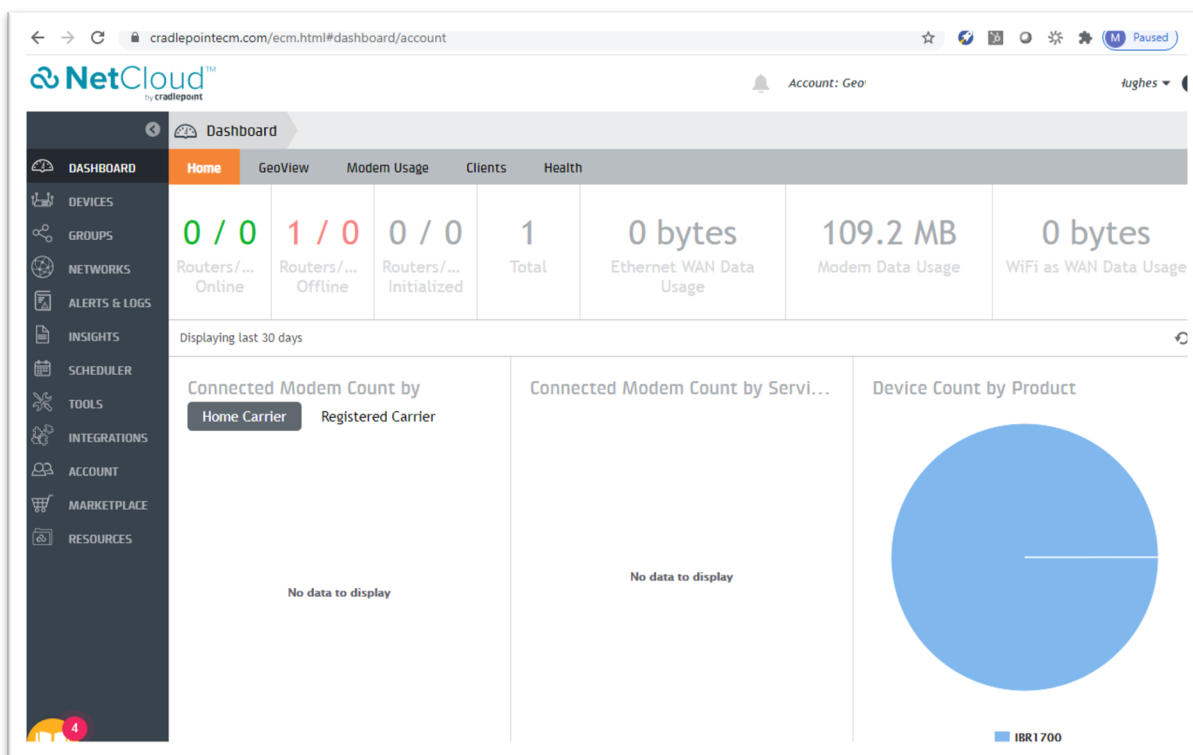 cradlepointecm.com/ecm.html#dashboard/account
M Paused
NetCloud™
by cradlepoint
Account: Geo
Hughes
Dashboard
DASHBOARD
Home GeoView Modem Usage Clients Health
DEVICES
GROUPS
NETWORKS
ALERTS & LOGS
INSIGHTS
SCHEDULER
TOOLS
INTEGRATIONS
ACCOUNT
MARKETPLACE
RESOURCES
4
0 / 0
Routers/...
Online
1 / 0
Routers/...
Offline
0 / 0
Routers/...
Initialized
1
Total
0 bytes
Ethernet WAN Data
Usage
109.2 MB
Modem Data Usage
0 bytes
WiFi as WAN Data Usage
Displaying last 30 days
Connected Modem Count by
Home Carrier Registered Carrier
No data to display
Connected Modem Count by Servi...
No data to display
Device Count by Product
IBR1700